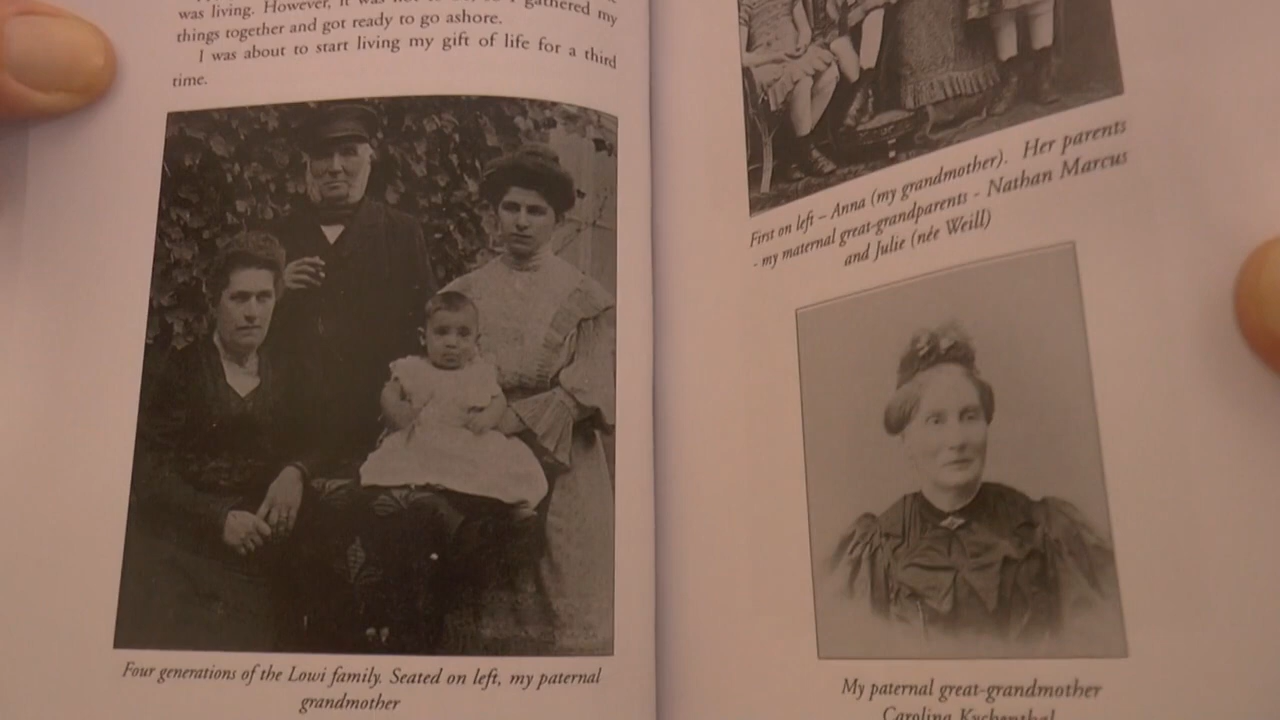 was living. However, it was
gathered my
things together and got ready to go ashore.
I was about to start living my gift of life for a third
time.
Four generations of the Lowi family. Seated on left, my paternal
grandmother
First on left – Anna (my grandmother). Her parents
- my maternal great-grandparents - Nathan Marcus
and Julie (née Weill)
My paternal great-grandmother
Carolina